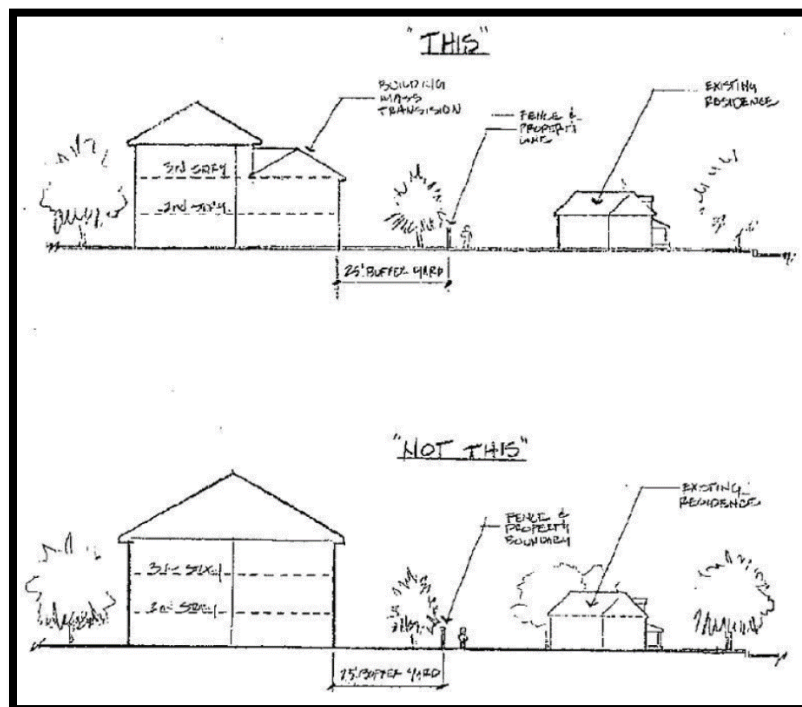 "THIS"
BUILDING
MASS
TRANSISION
FENCE &
PROPERTY
LINE
EXISTING
RESIDENCE
3RD STORY
2ND STORY
25' BUFFER YARD
"NOT THIS"
FENCE &
PROPERTY
BOUNDARY
EXISTING
RESIDENCE
25' BUFFER YARD